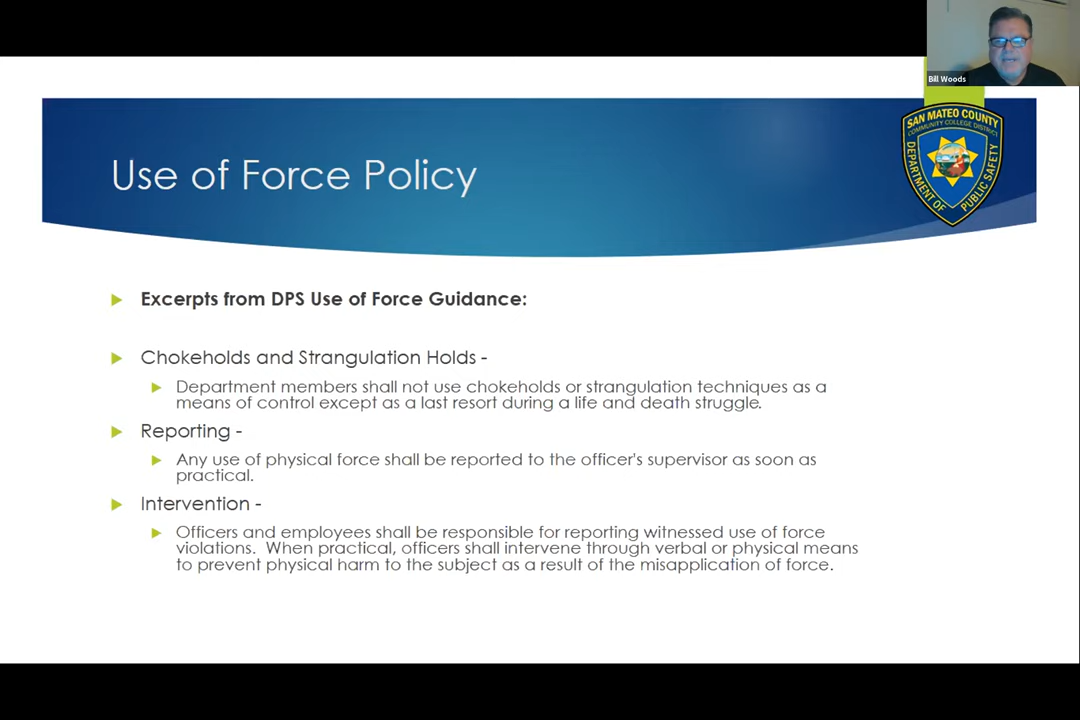 Bill Woods
SAN MATEO COUNTY
COMMUNITY COLLEGE DISTRICT
DEPARTMENT OF
PUBLIC SAFETY
Use of Force Policy
Excerpts from DPS Use of Force Guidance:
Chokeholds and Strangulation Holds -
Department members shall not use chokeholds or strangulation techniques as a
means of control except as a last resort during a life and death struggle.
Reporting -
Any use of physical force shall be reported to the officer's supervisor as soon as
practical.
Intervention -
Officers and employees shall be responsible for reporting witnessed use of force
violations.  When practical, officers shall intervene through verbal or physical means
to prevent physical harm to the subject as a result of the misapplication of force.